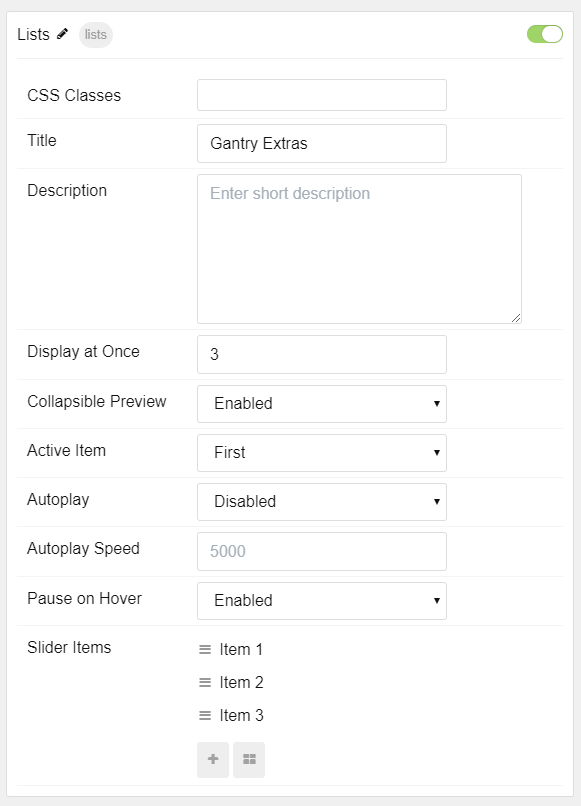 Lists lists
CSS Classes
Title Gantry Extras
Description Enter short description
Display at Once 3
Collapsible Preview Enabled
Active Item First
Autoplay Disabled
Autoplay Speed 5000
Pause on Hover Enabled
Slider Items Item 1
Item 2
Item 3